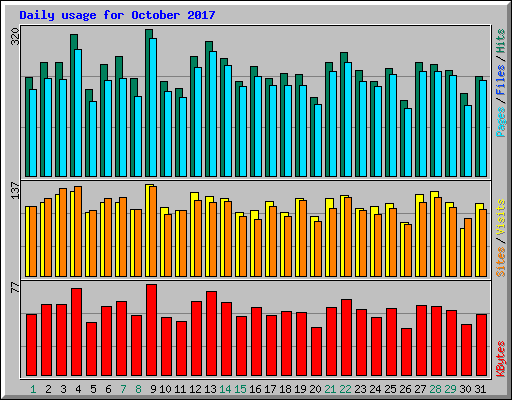 Daily usage for October 2017
320
Pages / Files / Hits
137
Sites / Visits
77
KBytes
1 2 3 4 5 6 7 8 9 10 11 12 13 14 15 16 17 18 19 20 21 22 23 24 25 26 27 28 29 30 31